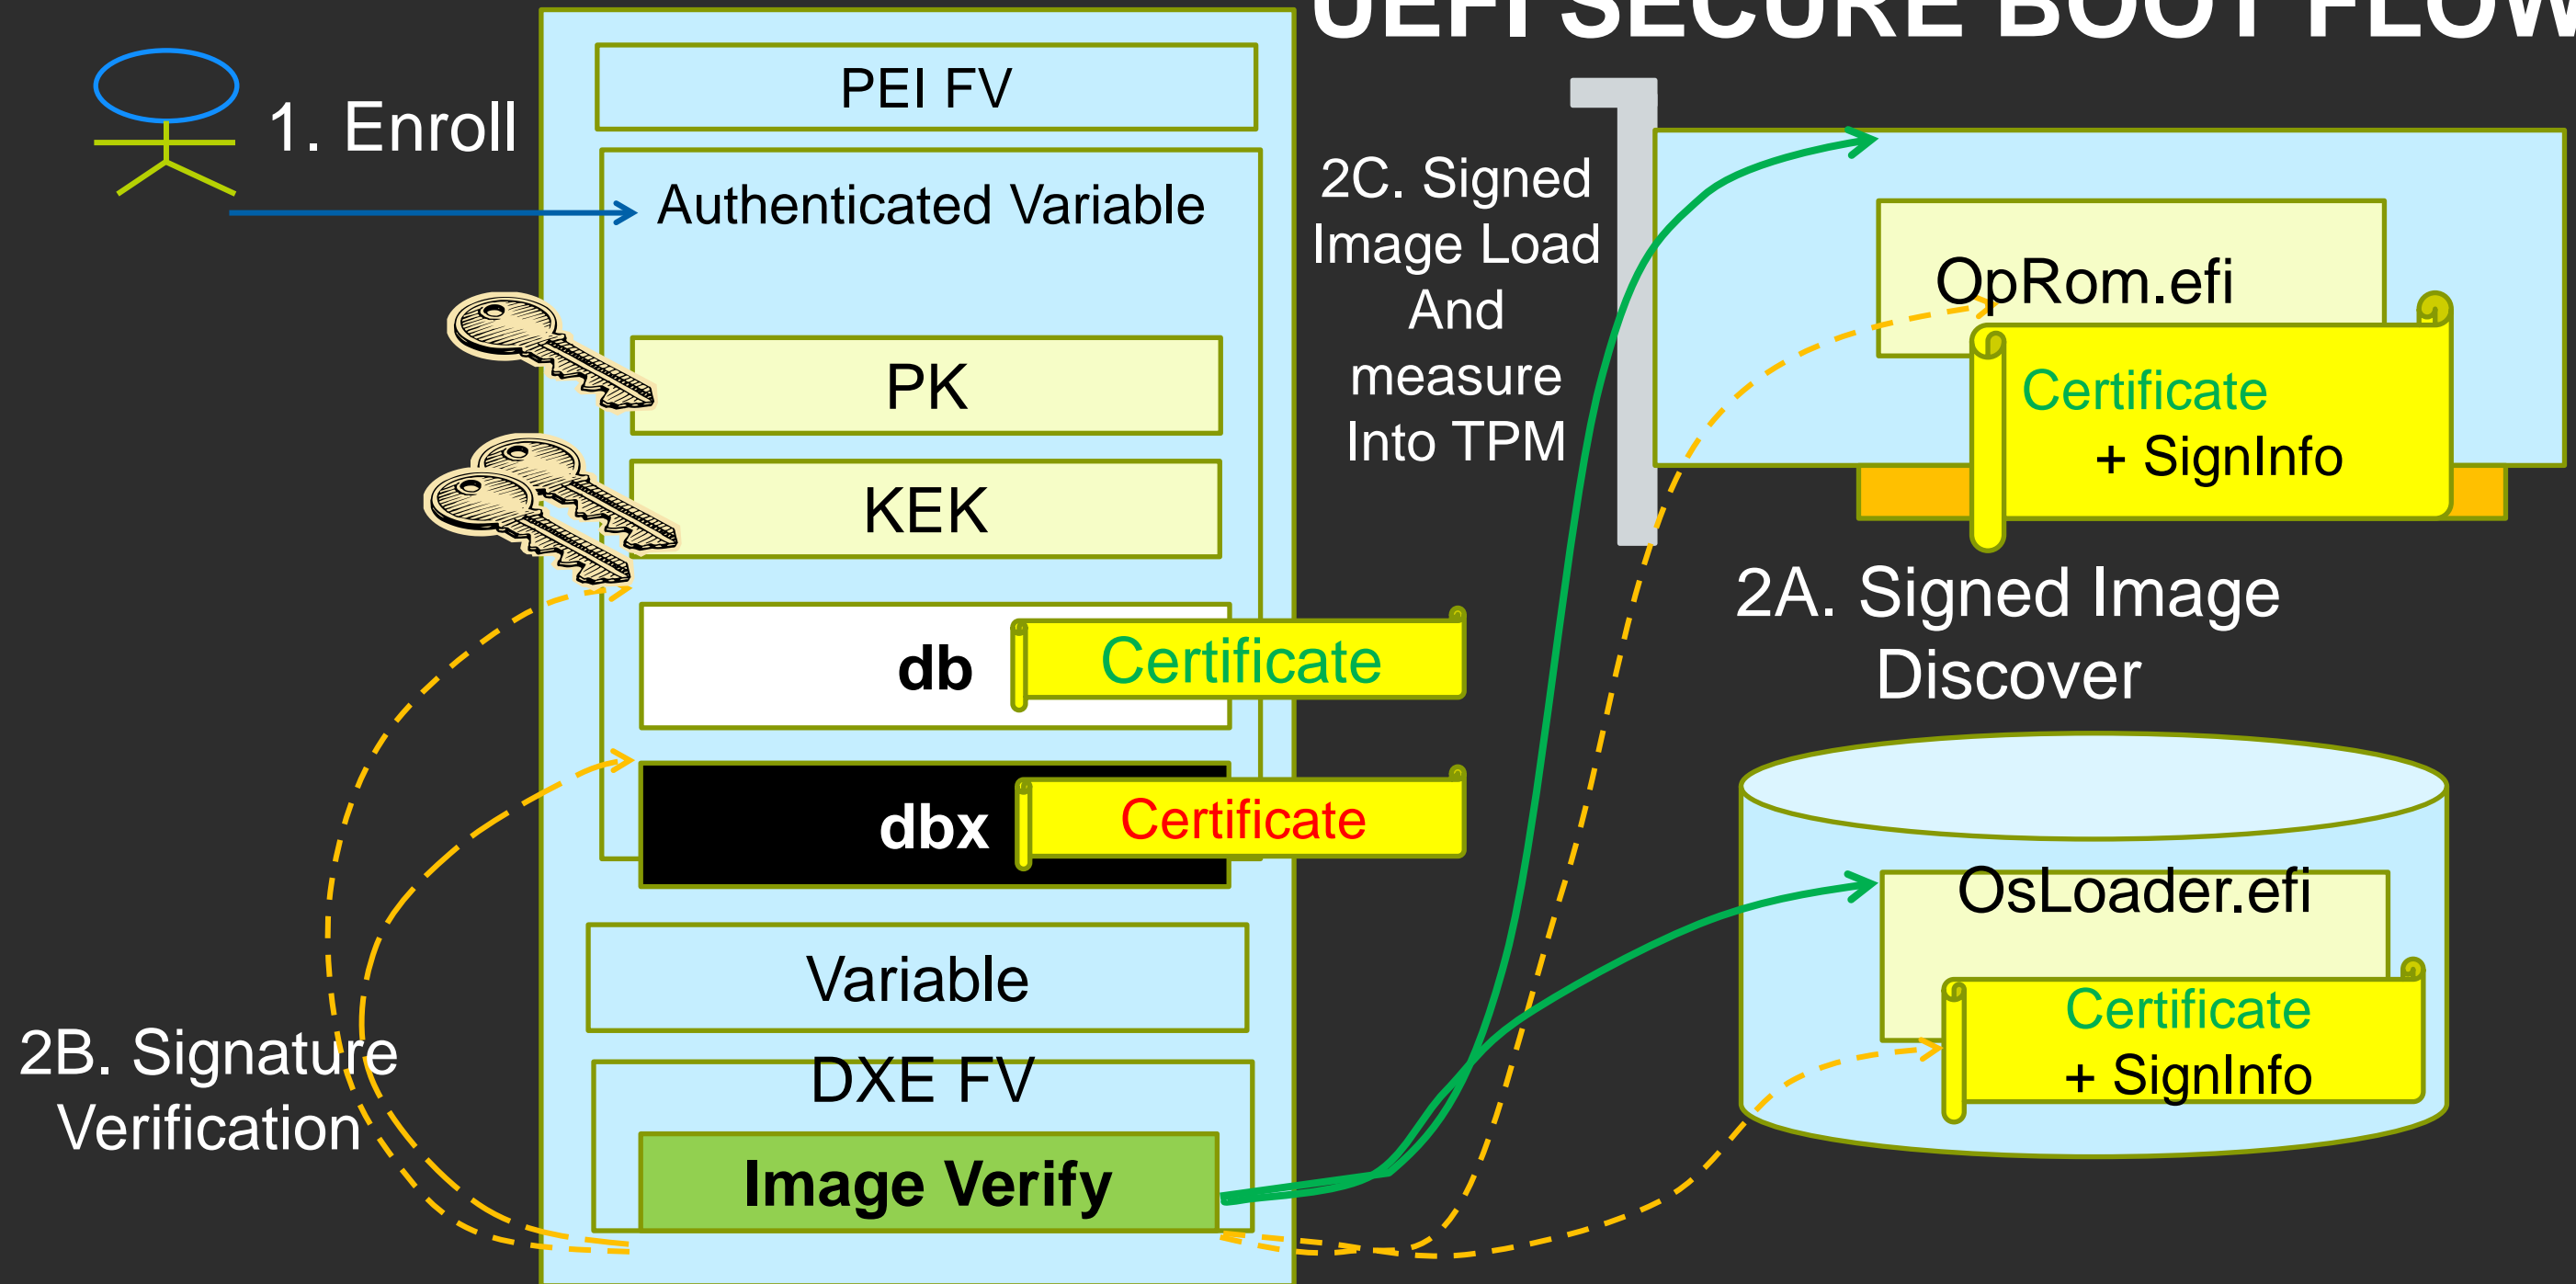 UEFI SECURE BOOT FLOW
1. Enroll
PEI FV
Authenticated Variable
PK
KEK
db
Certificate
dbx
Certificate
Variable
DXE FV
Image Verify
2B. Signature
Verification
2C. Signed
Image Load
And
measure
Into TPM
OpRom.efi
Certificate
+ SignInfo
2A. Signed Image
Discover
OsLoader.efi
Certificate
+ SignInfo